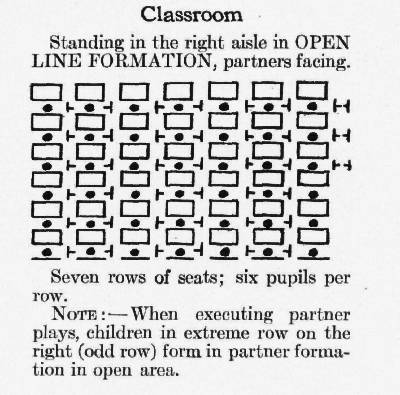 Classroom
Standing in the right aisle in OPEN
LINE FORMATION, partners facing.
Seven rows of seats; six pupils per
row.
NOTE:—When executing partner
plays, children in extreme row on the
right (odd row) form in partner forma-
tion in open area.